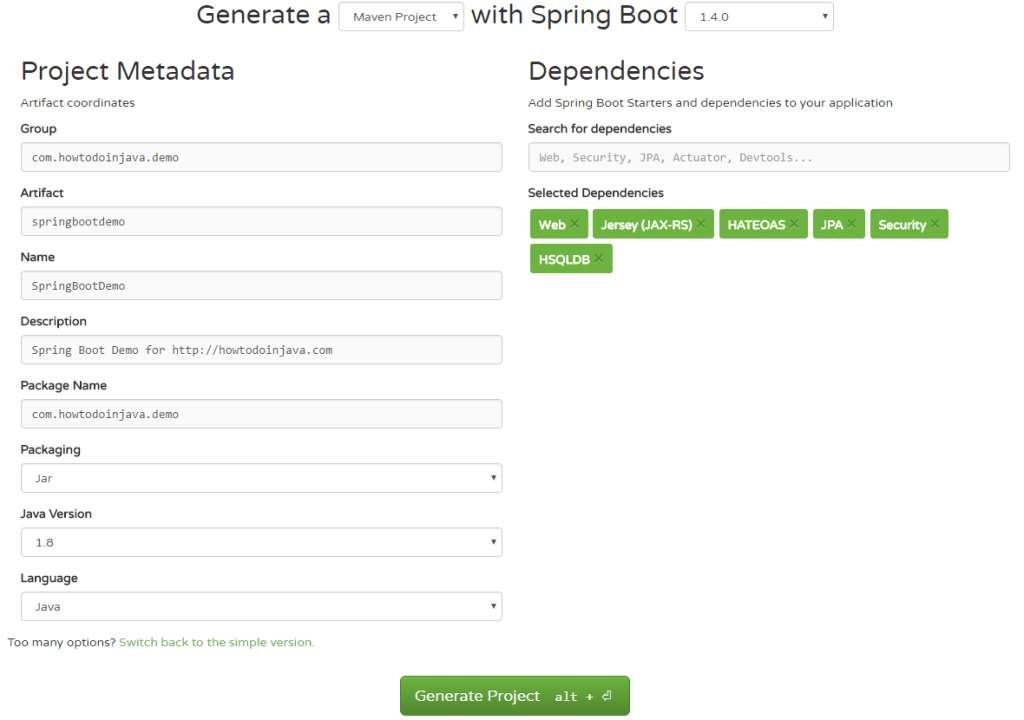 Generate a Maven Project with Spring Boot 1.4.0
Project Metadata
Artifact coordinates
Group
com.howtodoinjava.demo
Artifact
springbootdemo
Name
SpringBootDemo
Description
Spring Boot Demo for http://howtodoinjava.com
Package Name
com.howtodoinjava.demo
Packaging
Jar
Java Version
1.8
Language
Java
Too many options? Switch back to the simple version.
Dependencies
Add Spring Boot Starters and dependencies to your application
Search for dependencies
Web, Security, JPA, Actuator, Devtools...
Selected Dependencies
Web × Jersey (JAX-RS) × HATEOAS × JPA × Security ×
HSQLDB ×
Generate Project alt + ⏎